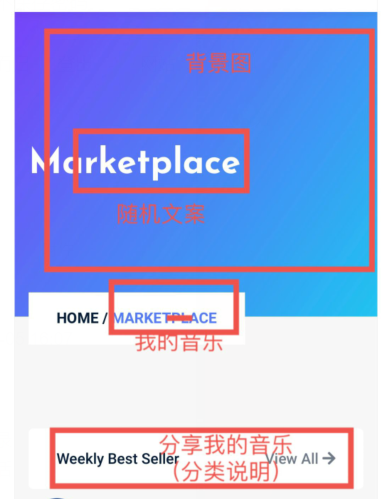 背景图
Marketplace
随机文案
HOME / MARKETPLACE
我的音乐
分享我的音乐
Weekly Best Seller
View All →
(分类说明)